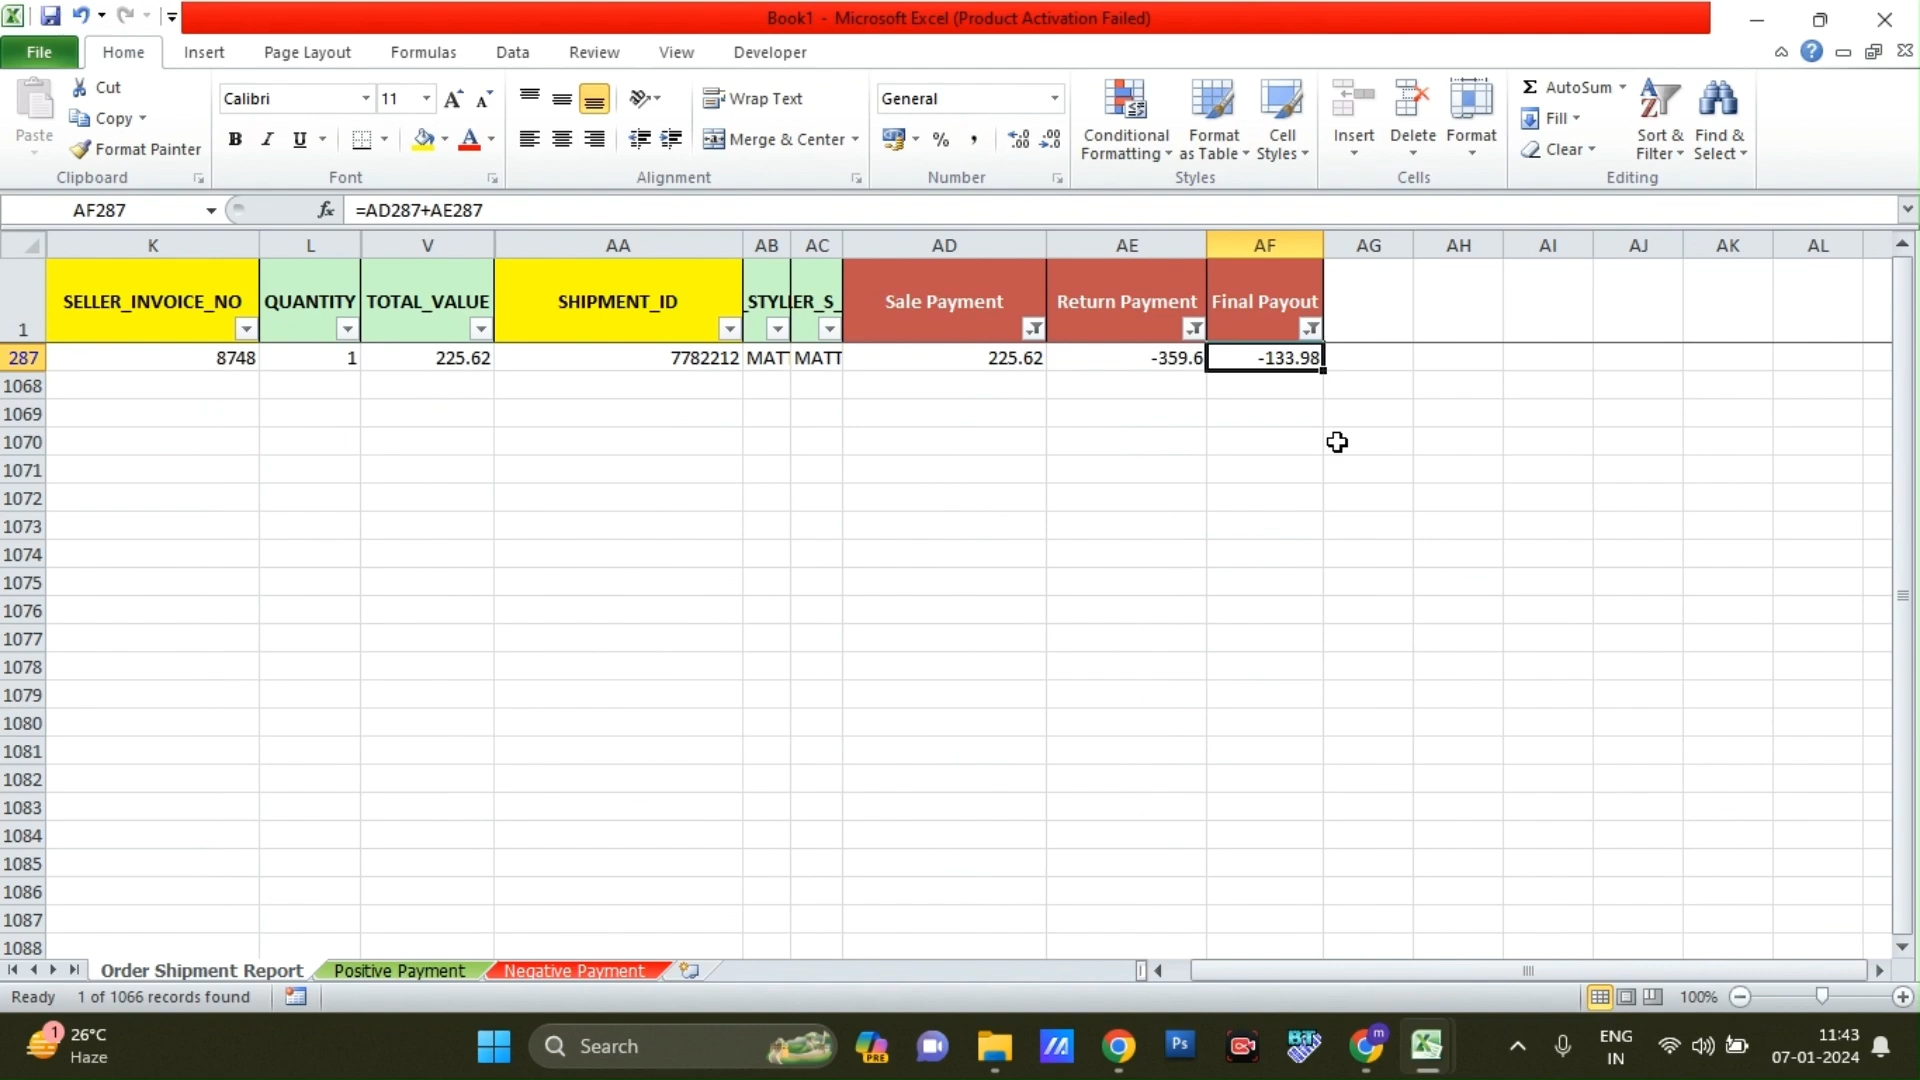 Book1 - Microsoft Excel (Product Activation Failed)
File Home Insert Page Layout Formulas Data Review View Developer
Paste
Cut
Copy
Format Painter
Clipboard
Calibri 11
B I U
Font
Wrap Text
Merge & Center
Alignment
General
Number
Conditional Formatting
Format as Table
Cell Styles
Styles
Insert Delete Format
Cells
AutoSum
Fill
Clear
Sort & Filter
Find & Select
Editing
AF287 fx =AD287+AE287
K L V AA AB AC AD AE AF AG AH AI AJ AK AL
1 SELLER_INVOICE_NO QUANTITY TOTAL_VALUE SHIPMENT_ID _STYL ER_S_ Sale Payment Return Payment Final Payout
287 8748 1 225.62 7782212 MATT MATT 225.62 -359.6 -133.98
1068
1069
1070
1071
1072
1073
1074
1075
1076
1077
1078
1079
1080
1081
1082
1083
1084
1085
1086
1087
1088
Order Shipment Report Positive Payment Negative Payment
Ready 1 of 1066 records found 100%
1 26°C
Haze
Search
PRE
Ps
m
ENG
IN
11:43
07-01-2024